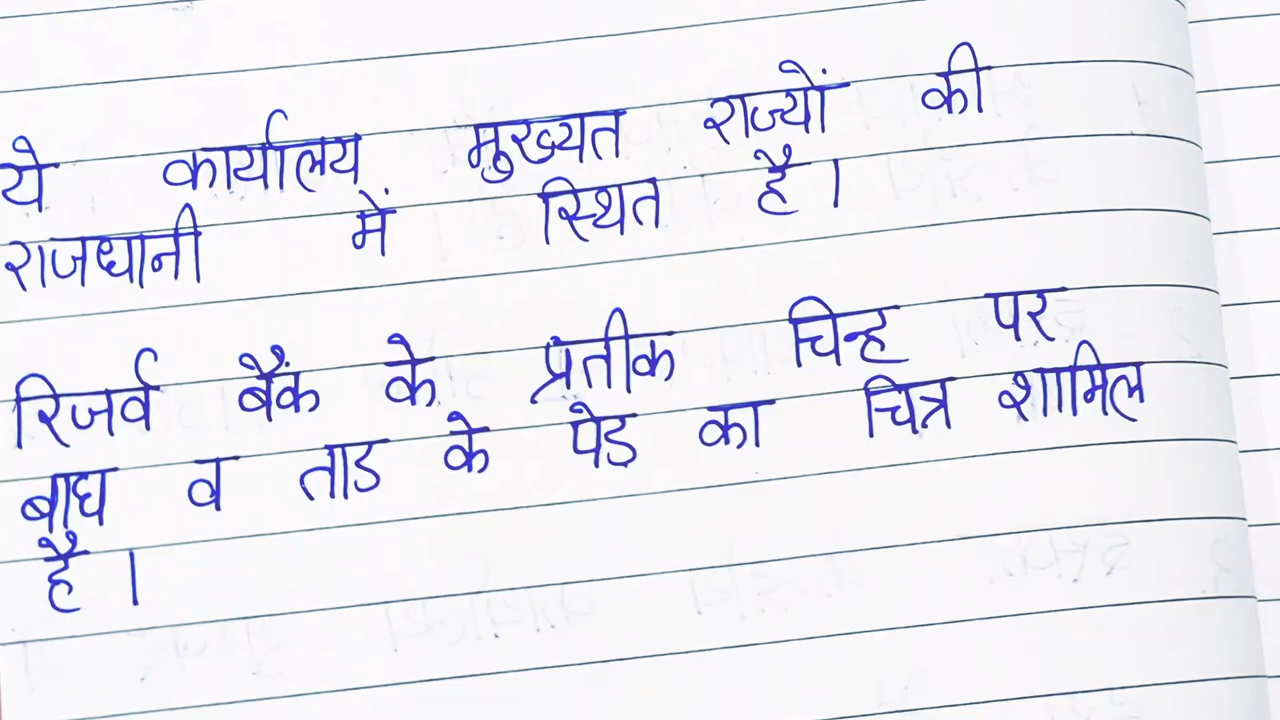 ये कार्यालय मुख्यत राज्यों की
राजधानी में स्थित है।
रिजर्व बैंक के प्रतीक चिन्ह पर
बाघ व ताड के पेड का चित्र शामिल
है।